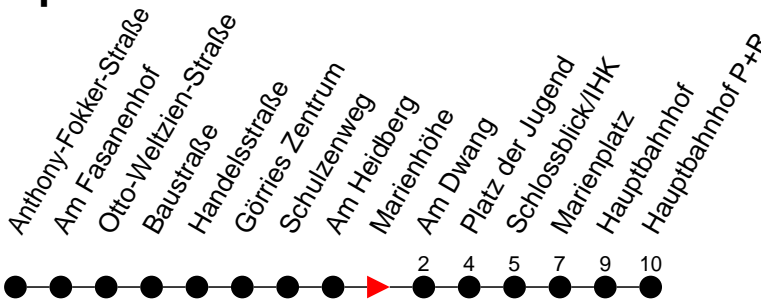 Anthony-Fokker-Straße
Am Fasanenhof
Otto-Weltzien-Straße
Baustraße
Handelsstraße
Görries Zentrum
Schulzenweg
Am Heidberg
Marienhöhe
Am Dwang
Platz der Jugend
Schlossblick/IHK
Marienplatz
Hauptbahnhof
Hauptbahnhof P+R
2 4 5 7 9 10